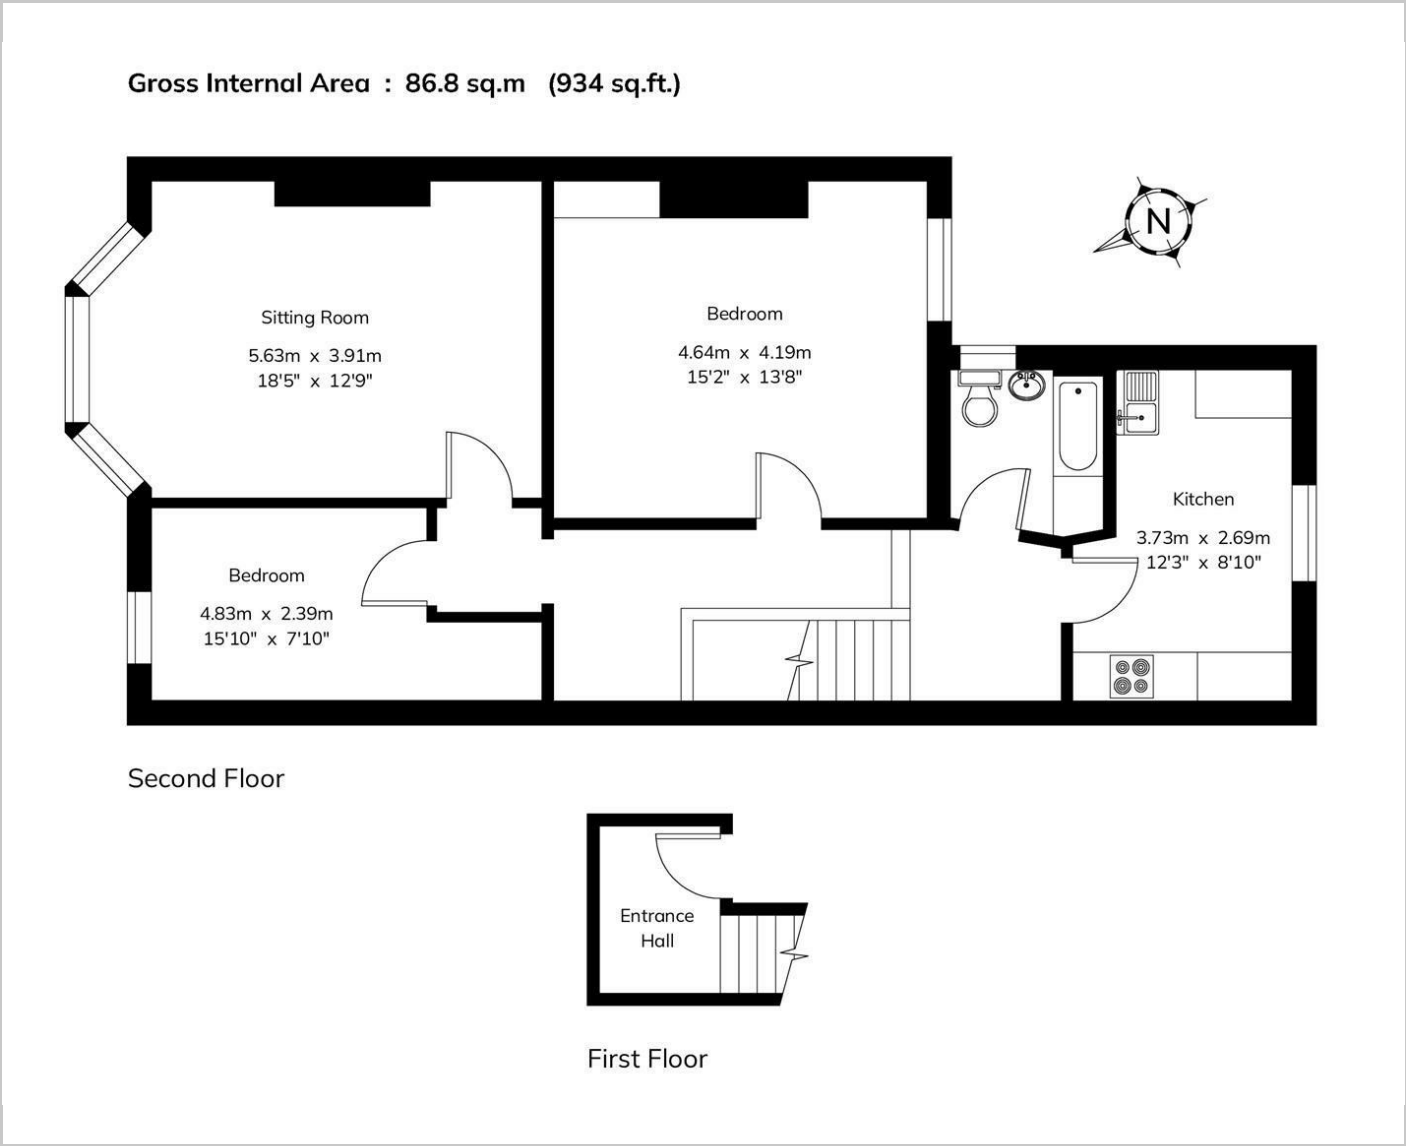 Gross Internal Area : 86.8 sq.m (934 sq.ft.)
N
Sitting Room
5.63m x 3.91m
18'5" x 12'9"
Bedroom
4.64m x 4.19m
15'2" x 13'8"
Kitchen
3.73m x 2.69m
12'3" x 8'10"
Bedroom
4.83m x 2.39m
15'10" x 7'10"
Second Floor
Entrance
Hall
First Floor